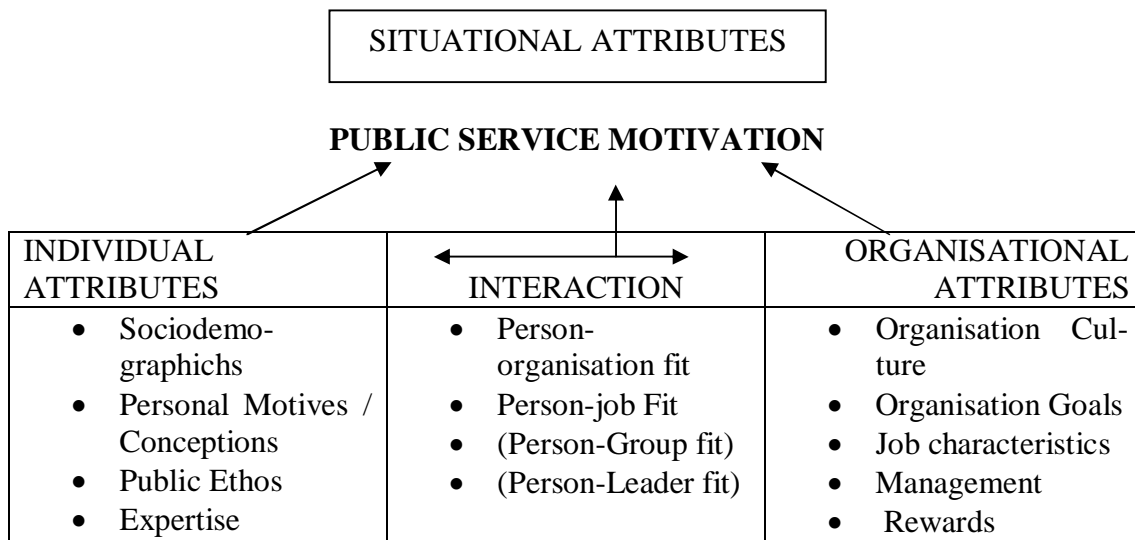 SITUATIONAL ATTRIBUTES
PUBLIC SERVICE MOTIVATION
INDIVIDUAL
ATTRIBUTES
• Sociodemo-
graphichs
• Personal Motives /
Conceptions
• Public Ethos
• Expertise
INTERACTION
• Person-
organisation fit
• Person-job Fit
• (Person-Group fit)
• (Person-Leader fit)
ORGANISATIONAL
ATTRIBUTES
• Organisation Cul-
ture
• Organisation Goals
• Job characteristics
• Management
• Rewards